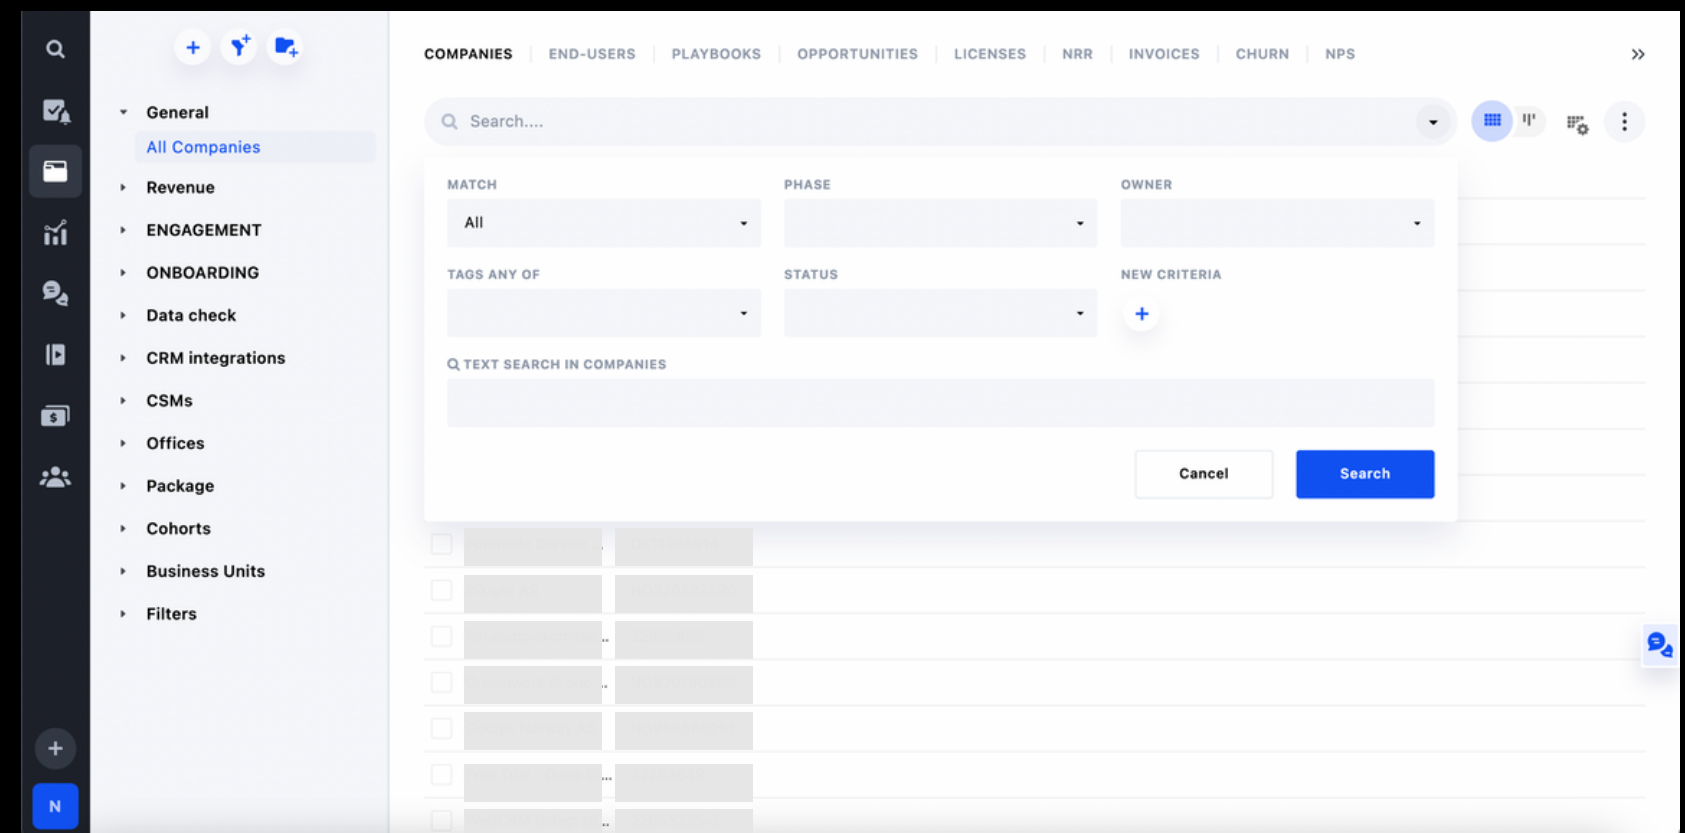 COMPANIES END-USERS PLAYBOOKS OPPORTUNITIES LICENSES NRR INVOICES CHURN NPS
General
All Companies
Revenue
ENGAGEMENT
ONBOARDING
Data check
CRM integrations
CSMs
Offices
Package
Cohorts
Business Units
Filters
N
Search....
MATCH PHASE OWNER
All
TAGS ANY OF STATUS NEW CRITERIA
TEXT SEARCH IN COMPANIES
Cancel Search